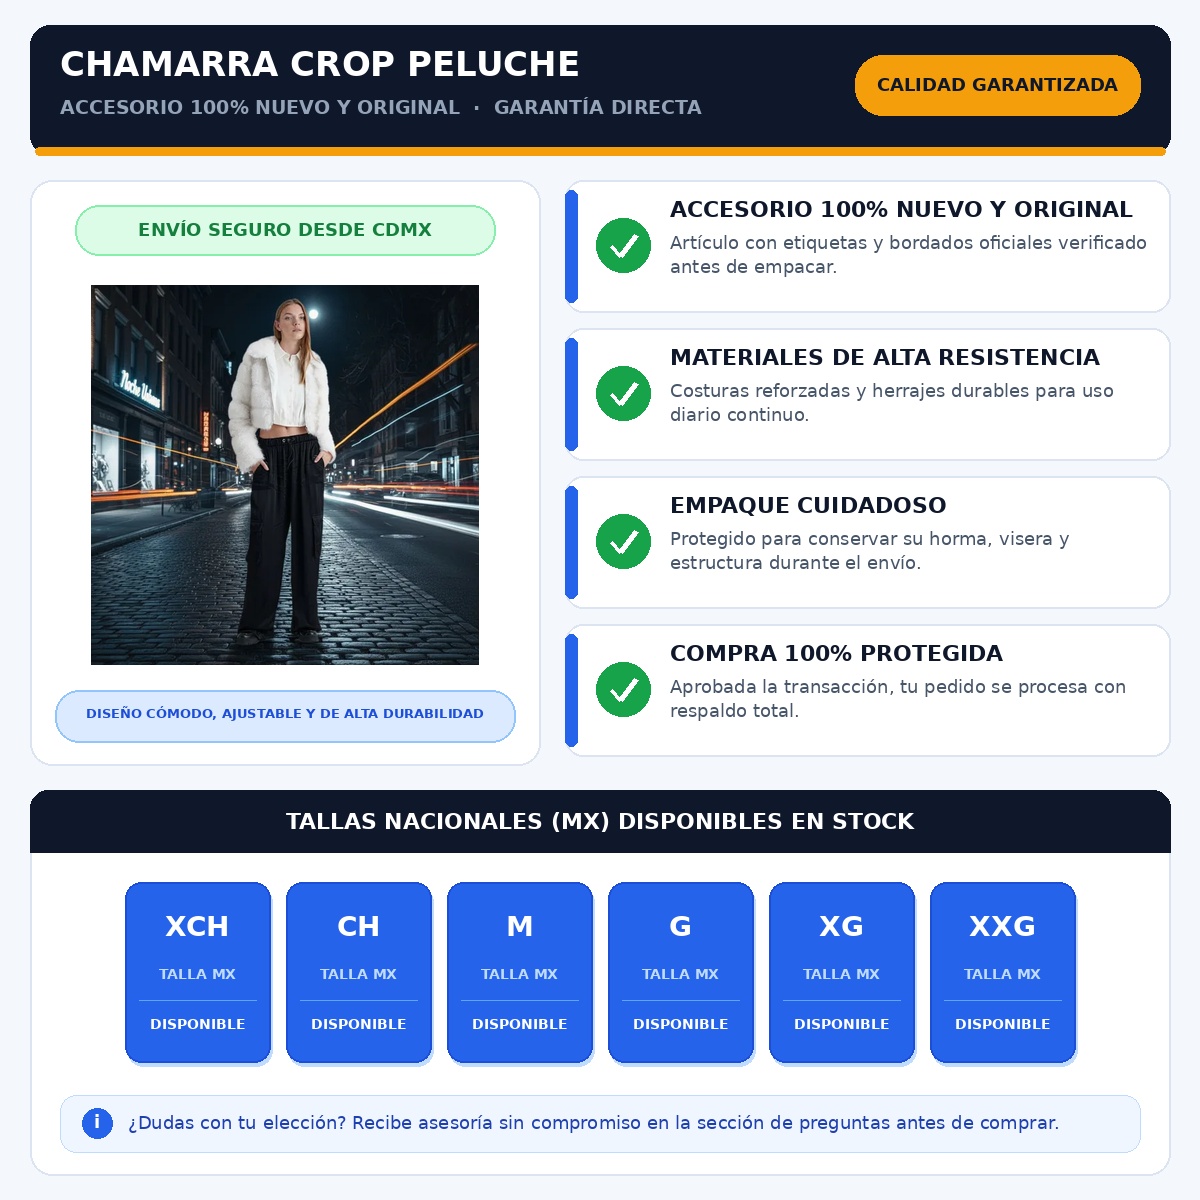 CHAMARRA CROP PELUCHE
ACCESORIO 100% NUEVO Y ORIGINAL · GARANTÍA DIRECTA
CALIDAD GARANTIZADA
ENVÍO SEGURO DESDE CDMX
Noche Urbana
DISEÑO CÓMODO, AJUSTABLE Y DE ALTA DURABILIDAD
ACCESORIO 100% NUEVO Y ORIGINAL
Artículo con etiquetas y bordados oficiales verificado
antes de empacar.
MATERIALES DE ALTA RESISTENCIA
Costuras reforzadas y herrajes durables para uso
diario continuo.
EMPAQUE CUIDADOSO
Protegido para conservar su horma, visera y
estructura durante el envío.
COMPRA 100% PROTEGIDA
Aprobada la transacción, tu pedido se procesa con
respaldo total.
TALLAS NACIONALES (MX) DISPONIBLES EN STOCK
XCH
TALLA MX
DISPONIBLE
CH
TALLA MX
DISPONIBLE
M
TALLA MX
DISPONIBLE
G
TALLA MX
DISPONIBLE
XG
TALLA MX
DISPONIBLE
XXG
TALLA MX
DISPONIBLE
i
¿Dudas con tu elección? Recibe asesoría sin compromiso en la sección de preguntas antes de comprar.